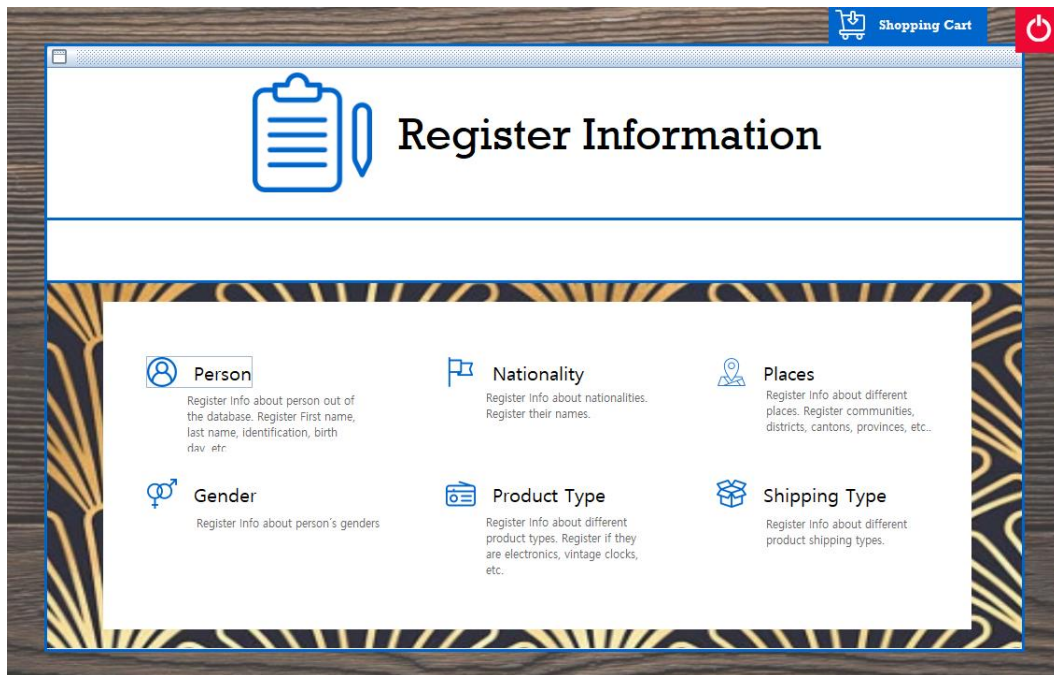 Shopping Cart
Register Information
Person
Register Info about person out of
the database. Register First name,
last name, identification, birth
day, etc
Nationality
Register Info about nationalities.
Register their names.
Places
Register Info about different
places. Register communities,
districts, cantons, provinces, etc..
Gender
Register Info about person´s genders
Product Type
Register Info about different
product types. Register if they
are electronics, vintage clocks,
etc.
Shipping Type
Register Info about different
product shipping types.